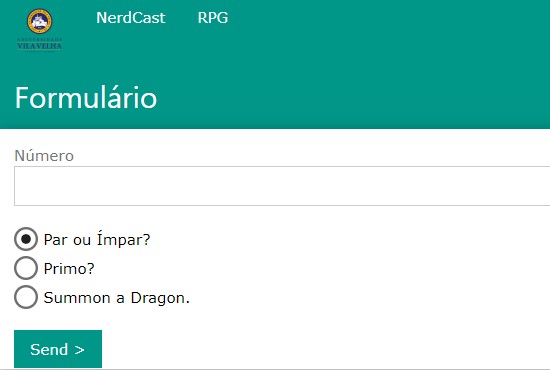 UNIVERSIDADE
VILA VELHA
NerdCast RPG
Formulário
Número
Par ou Ímpar?
Primo?
Summon a Dragon.
Send >